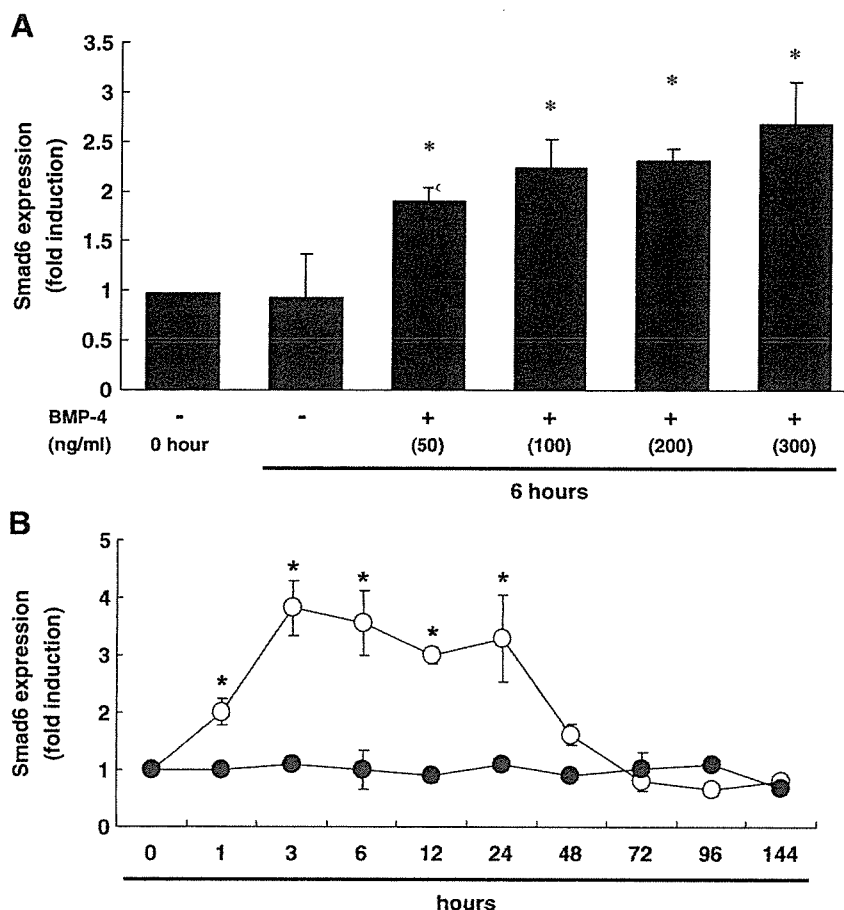 A
Smad6 expression
(fold induction)
3.5
3
2.5
2
1.5
1
0.5
0
* * * *
BMP-4 - - + + + +
(ng/ml) 0 hour (50) (100) (200) (300)
6 hours
B
Smad6 expression
(fold induction)
5
4
3
2
1
0
* * * * *
0 1 3 6 12 24 48 72 96 144
hours